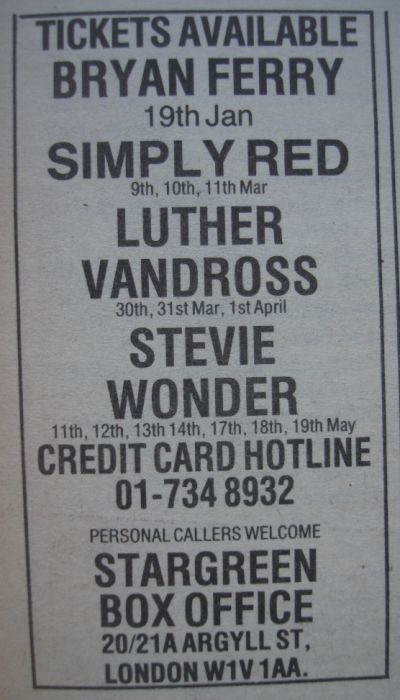 TICKETS AVAILABLE
BRYAN FERRY
19th Jan
SIMPLY RED
9th, 10th, 11th Mar
LUTHER
VANDROSS
30th, 31st Mar, 1st April
STEVIE
WONDER
11th, 12th, 13th 14th, 17th, 18th, 19th May
CREDIT CARD HOTLINE
01-734 8932
PERSONAL CALLERS WELCOME
STARGREEN
BOX OFFICE
20/21A ARGYLL ST,
LONDON W1V 1AA.